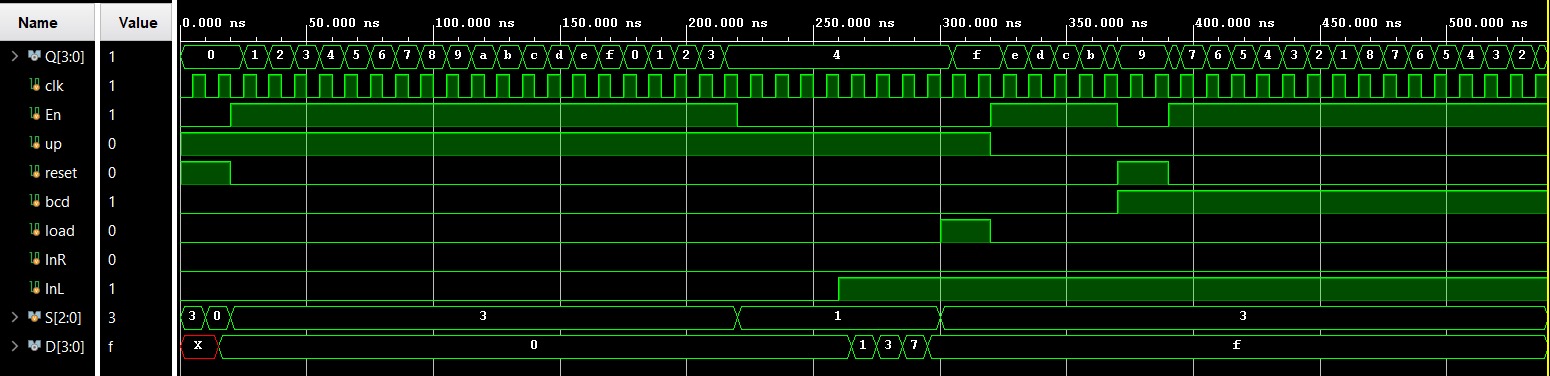 Name Value 0.000 ns 50.000 ns 100.000 ns 150.000 ns 200.000 ns 250.000 ns 300.000 ns 350.000 ns 400.000 ns 450.000 ns 500.000 ns
Q[3:0] 1 0 1 2 3 4 5 6 7 8 9 a b c d e f 0 1 2 3 4 f e d c b 9 7 6 5 4 3 2 1 8 7 6 5 4 3 2
clk 1
En 1
up 0
reset 0
bcd 1
load 0
InR 0
InL 1
S[2:0] 3 3 0 3 1 3
D[3:0] f X 0 1 3 7 f